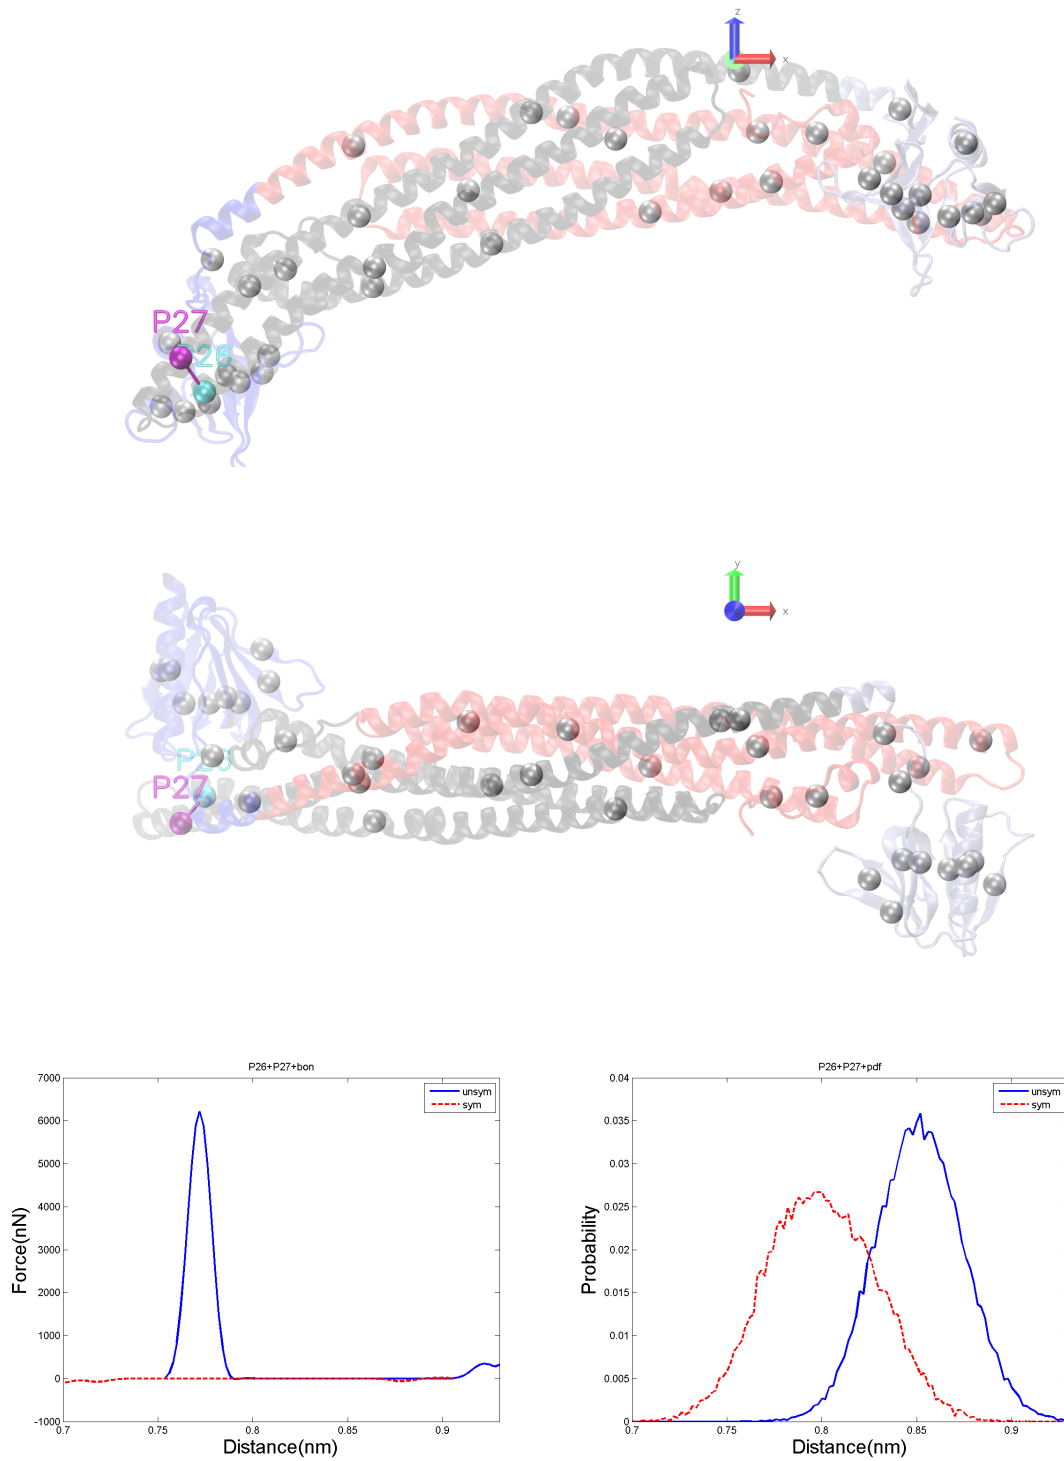 z
x
P27
P26
y
x
P26
P27
P26+P27+bon
7000
6000
5000
4000
3000
2000
1000
0
-1000
Force(nN)
unsym
sym
0.7
0.75
0.8
0.85
0.9
Distance(nm)
P26+P27+pdf
0.04
0.035
0.03
0.025
0.02
0.015
0.01
0.005
0
Probability
unsym
sym
0.7
0.75
0.8
0.85
0.9
Distance(nm)